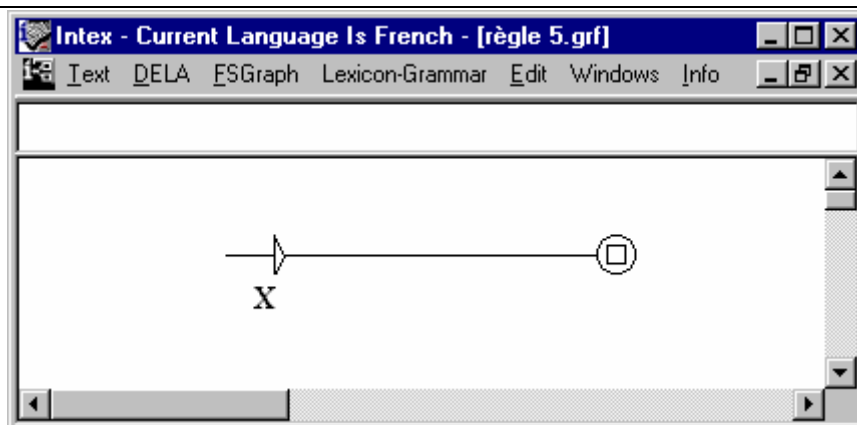 Intex - Current Language Is French - [règle 5.grf]
Text DELA FSGraph Lexicon-Grammar Edit Windows Info
X